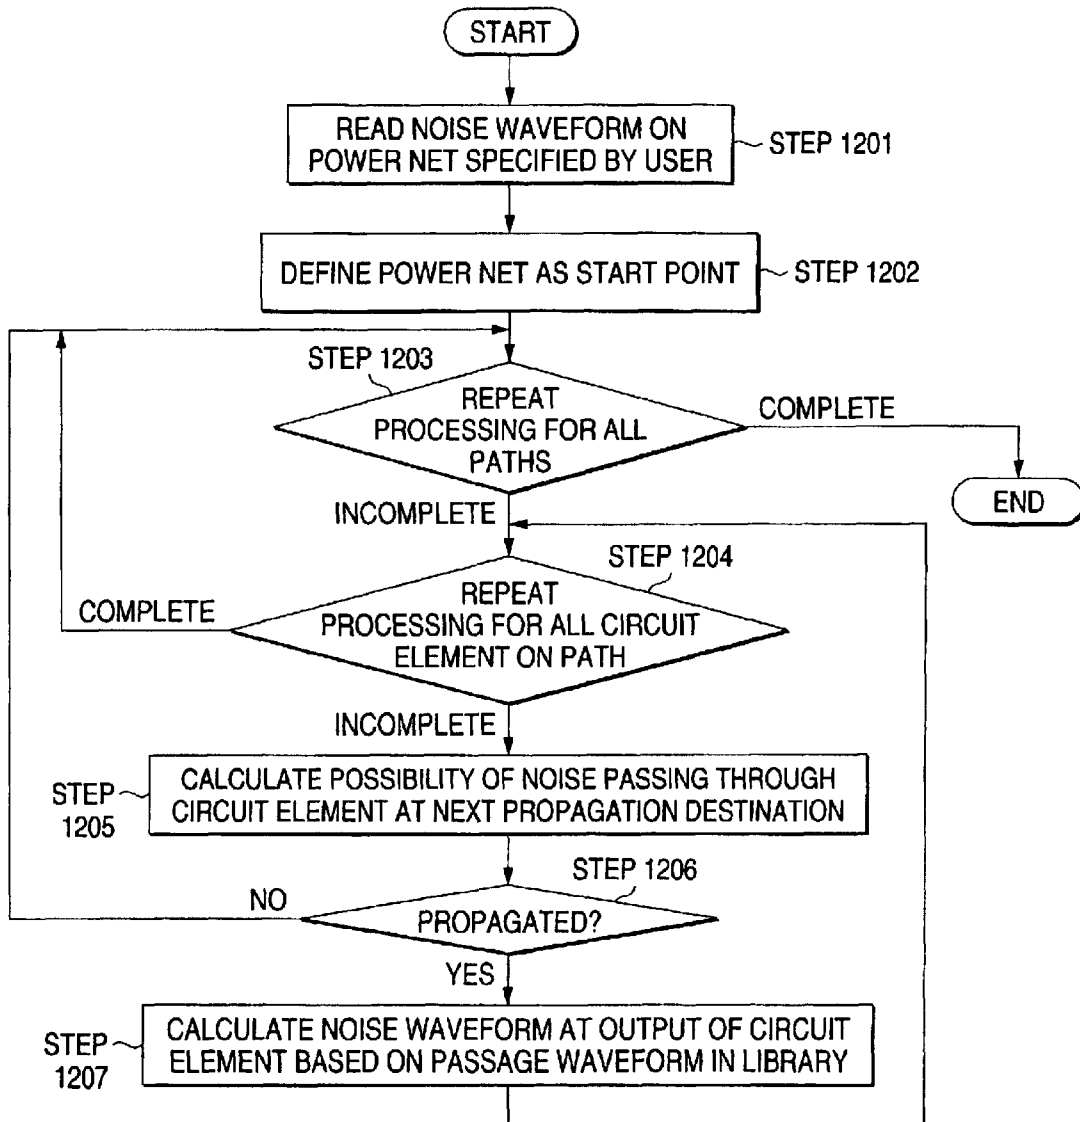 START
READ NOISE WAVEFORM ON
POWER NET SPECIFIED BY USER
STEP 1201
DEFINE POWER NET AS START POINT
STEP 1202
STEP 1203
REPEAT
PROCESSING FOR ALL
PATHS
COMPLETE
END
INCOMPLETE
STEP 1204
REPEAT
PROCESSING FOR ALL CIRCUIT
ELEMENT ON PATH
COMPLETE
INCOMPLETE
STEP
1205
CALCULATE POSSIBILITY OF NOISE PASSING THROUGH
CIRCUIT ELEMENT AT NEXT PROPAGATION DESTINATION
STEP 1206
PROPAGATED?
NO
YES
STEP
1207
CALCULATE NOISE WAVEFORM AT OUTPUT OF CIRCUIT
ELEMENT BASED ON PASSAGE WAVEFORM IN LIBRARY